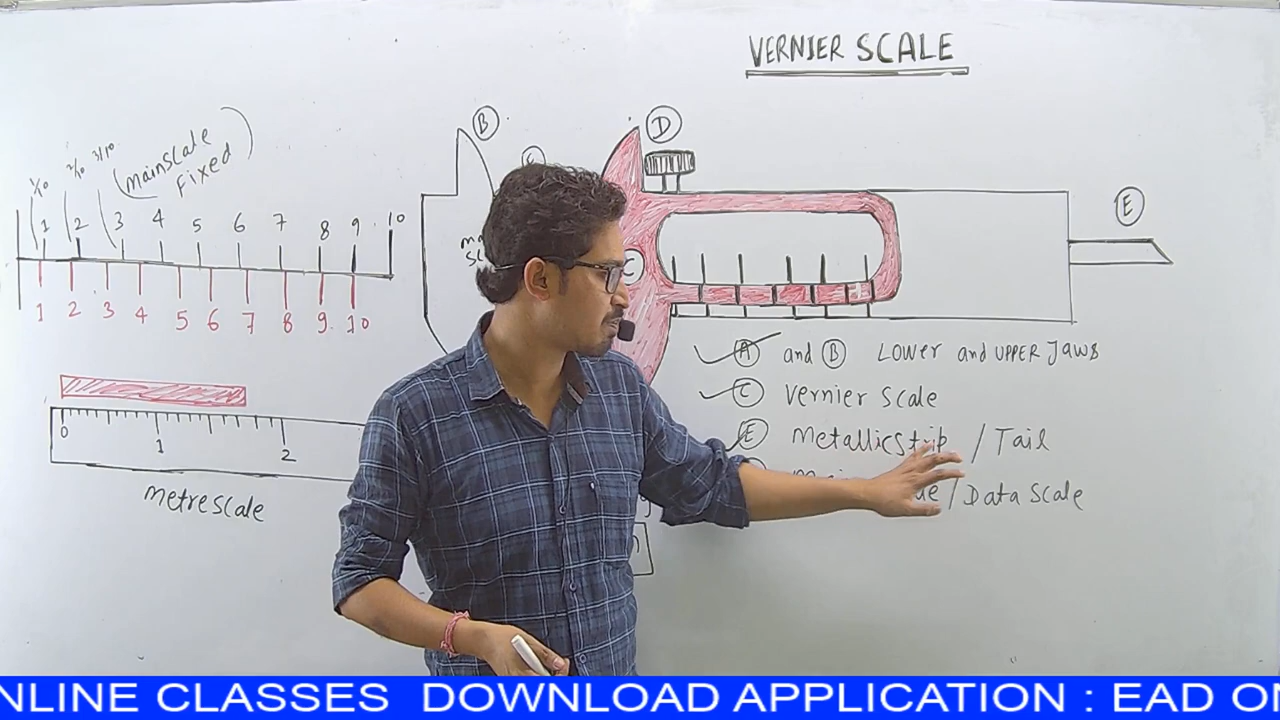 VERNIER SCALE
B
D
E
1/10
2/10
3/10
(mainscale
Fixed)
1 2 3 4 5 6 7 8 9 10
1 2 3 4 5 6 7 8 9 10
C
A and B Lower and UPPER Jaws
C Vernier Scale
E MetallicStrip / Tail
/ Data Scale
0 1 2
Metrescale
NLINE CLASSES DOWNLOAD APPLICATION : EAD ON